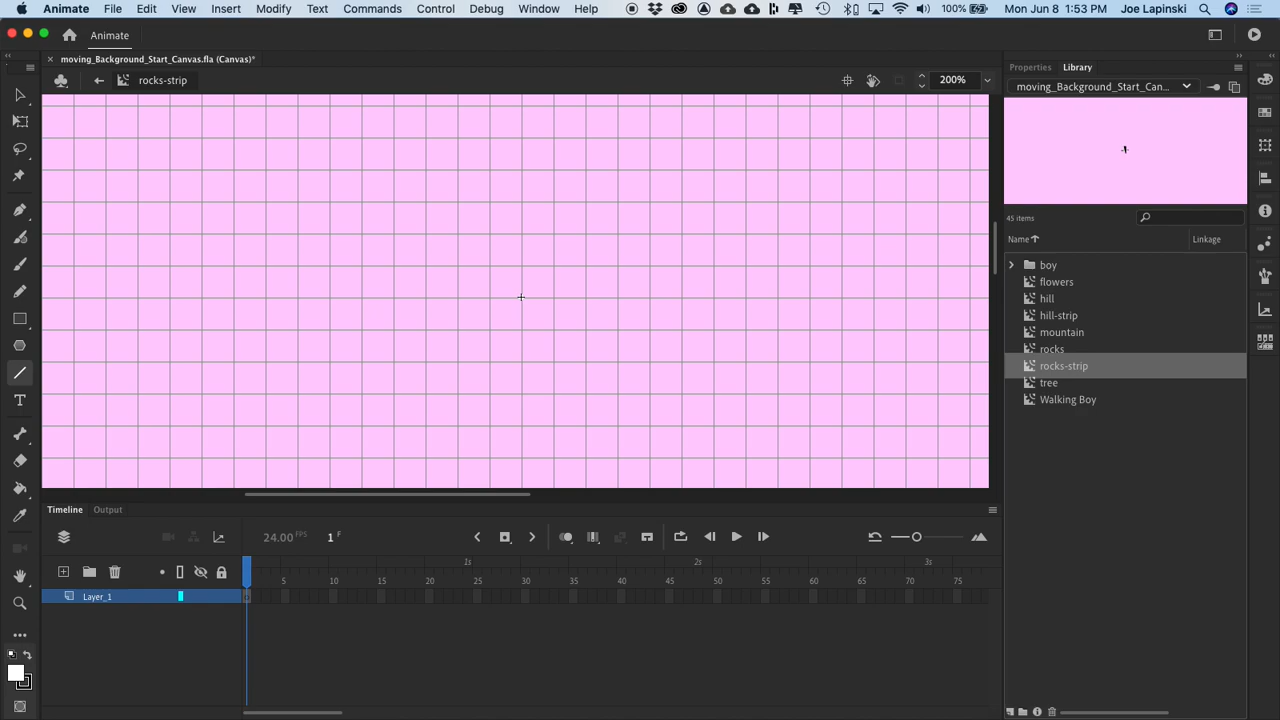 Animate File Edit View Insert Modify Text Commands Control Debug Window Help 100% Mon Jun 8 1:53 PM Joe Lapinski
Animate
moving_Background_Start_Canvas.fla (Canvas)*
rocks-strip 200%
Properties Library
moving_Background_Start_Can...
45 items
Name Linkage
boy
flowers
hill
hill-strip
mountain
rocks
rocks-strip
tree
Walking Boy
Timeline Output
24.00 FPS 1 F
1s 2s 3s
5 10 15 20 25 30 35 40 45 50 55 60 65 70 75
Layer_1